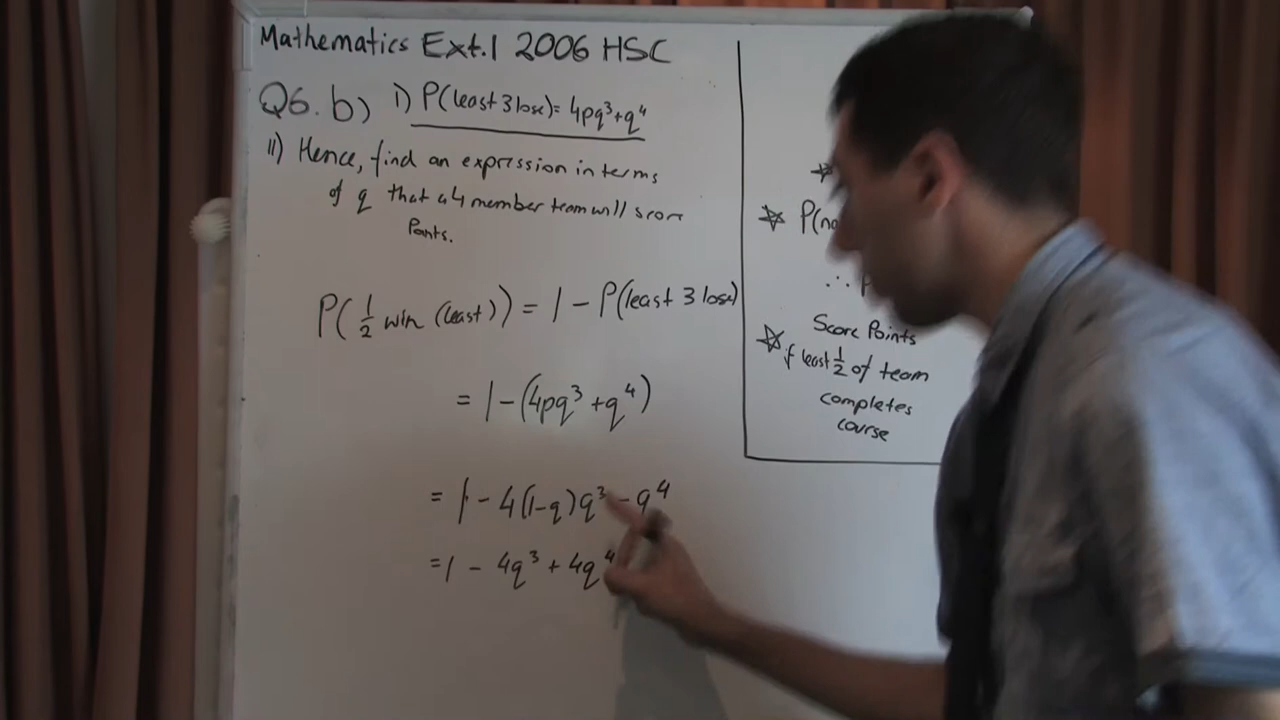 Mathematics Ext.1 2006 HSC
Q6. b) i) P(least 3 lose) = 4pq³+q⁴
ii) Hence, find an expression in terms
of q that a 4 member team will score
Points.
P(½ win (least)) = 1 - P(least 3 lose)
= 1 - (4pq³ + q⁴)
= 1 - 4(1-q)q³ - q⁴
= 1 - 4q³ + 4q⁴
☆
☆ P(no
∴ P
Score Points
☆ if least ½ of team
completes
course